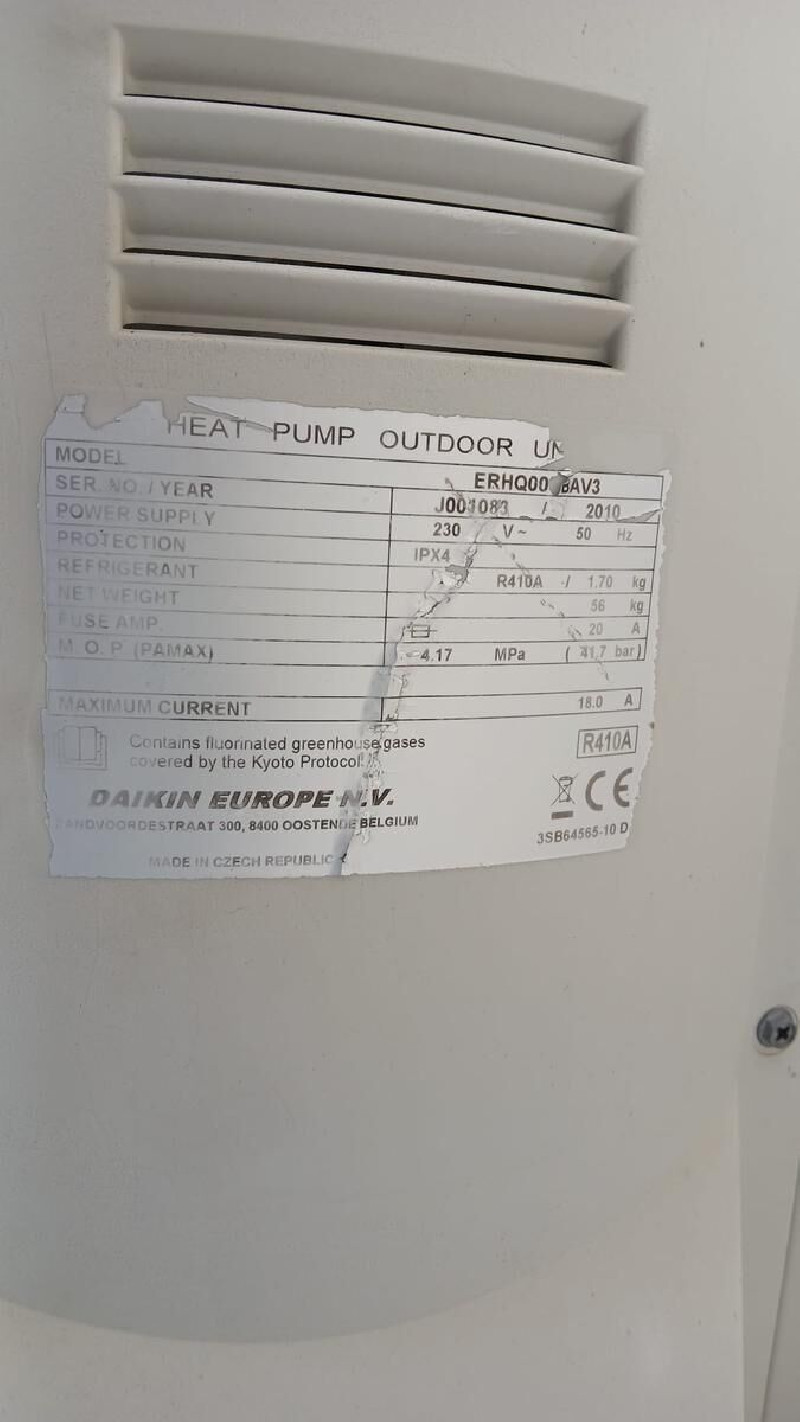 HEAT PUMP OUTDOOR
MODEL ERHQ00 BAV3
SER. NO. / YEAR J001083 / 2010
POWER SUPPLY 230 V~ 50 Hz
PROTECTION IPX4
REFRIGERANT R410A / 1.70 kg
NET WEIGHT 56 kg
FUSE AMP. 20 A
M. O. P (PAMAX) 4.17 MPa ( 41,7 bar)
MAXIMUM CURRENT 18.0 A
Contains fluorinated greenhouse gases
covered by the Kyoto Protocol.
R410A
DAIKIN EUROPE N.V.
ZANDVOORDESTRAAT 300, 8400 OOSTENDE BELGIUM
CE
3SB64565-10 D
MADE IN CZECH REPUBLIC